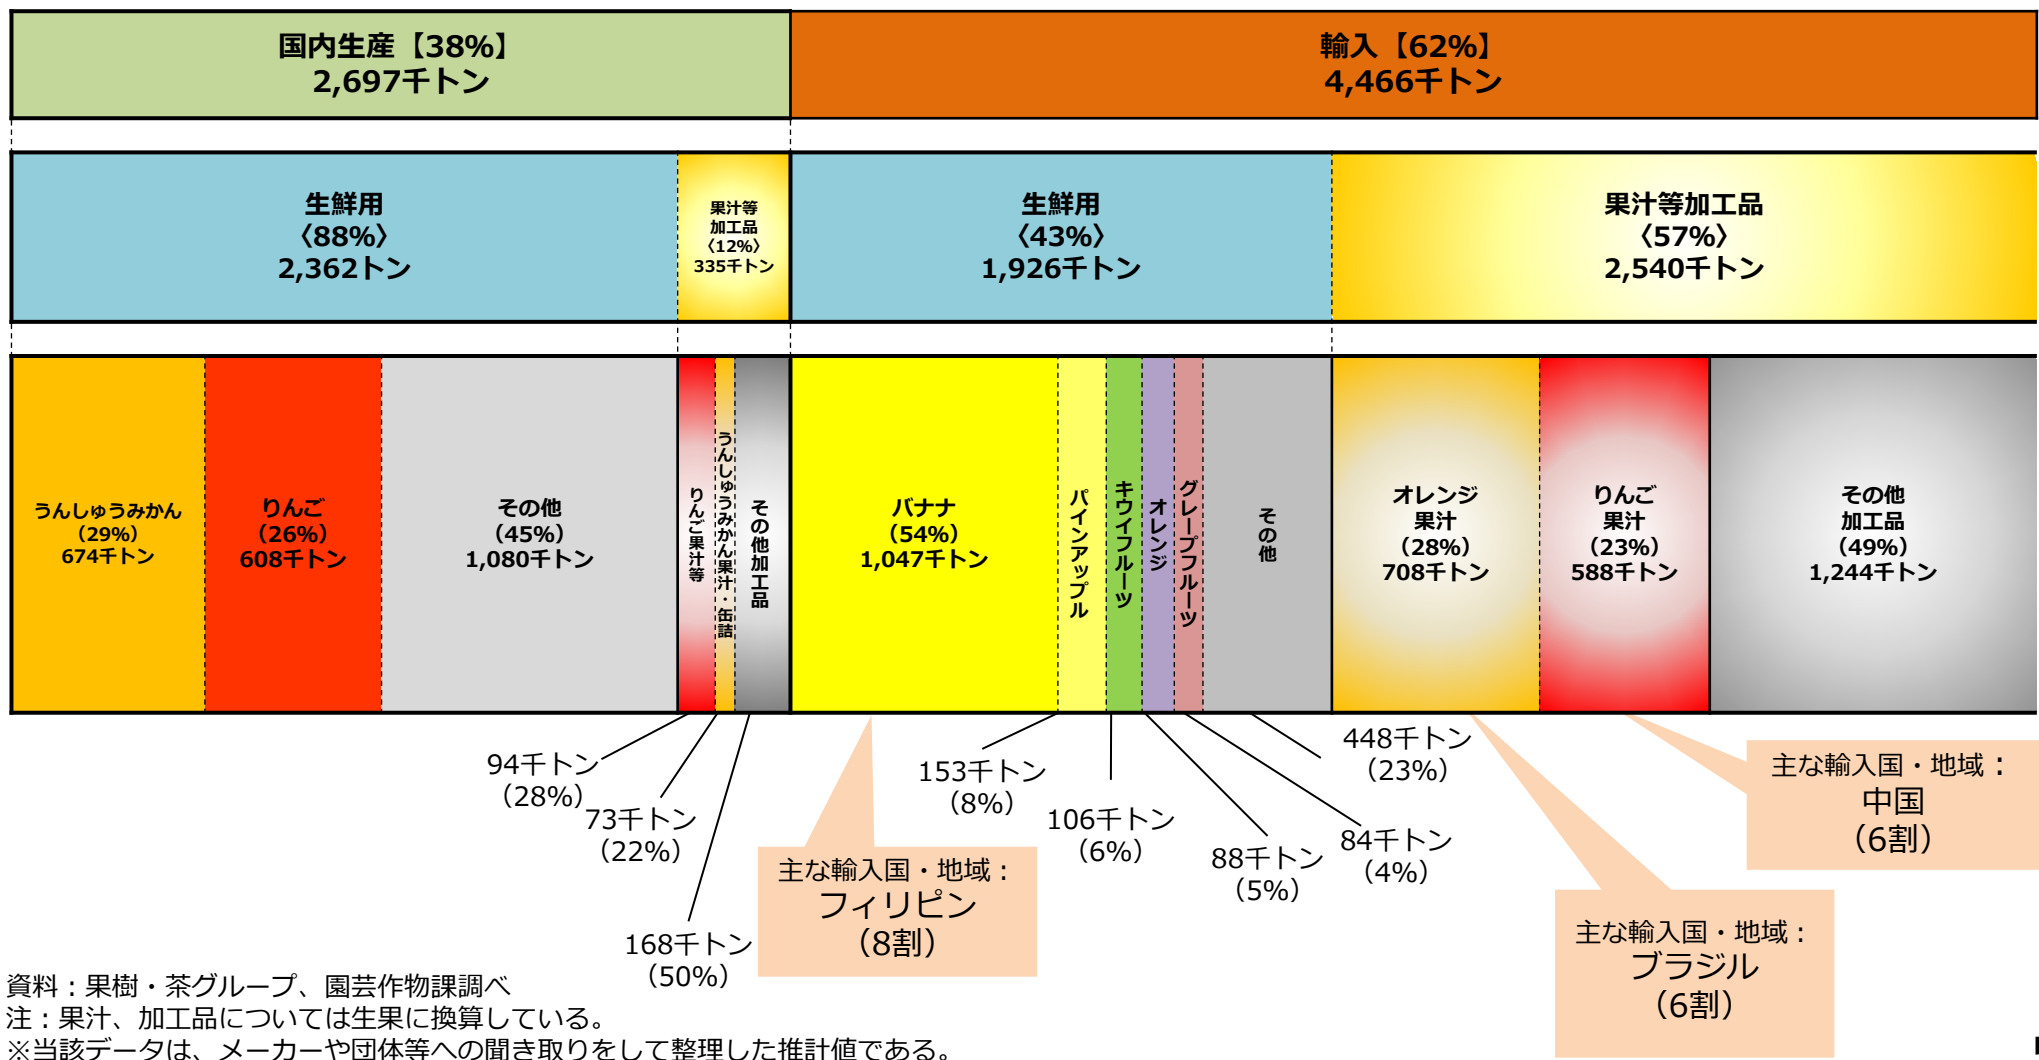 国内生産【38%】
2,697千トン
輸入【62%】
4,466千トン
生鮮用
〈88%〉
2,362トン
果汁等
加工品
〈12%〉
335千トン
生鮮用
〈43%〉
1,926千トン
果汁等加工品
〈57%〉
2,540千トン
うんしゅうみかん
(29%)
674千トン
りんご
(26%)
608千トン
その他
(45%)
1,080千トン
りんご果汁等
うんしゅうみかん果汁・缶詰
その他加工品
バナナ
(54%)
1,047千トン
パインアップル
キウイフルーツ
オレンジ
グレープフルーツ
その他
オレンジ
果汁
(28%)
708千トン
りんご
果汁
(23%)
588千トン
その他
加工品
(49%)
1,244千トン
94千トン
(28%)
73千トン
(22%)
168千トン
(50%)
153千トン
(8%)
106千トン
(6%)
88千トン
(5%)
84千トン
(4%)
448千トン
(23%)
主な輸入国・地域：
フィリピン
(8割)
主な輸入国・地域：
ブラジル
(6割)
主な輸入国・地域：
中国
(6割)
資料：果樹・茶グループ、園芸作物課調べ
注：果汁、加工品については生果に換算している。
※当該データは、メーカーや団体等への聞き取りをして整理した推計値である。